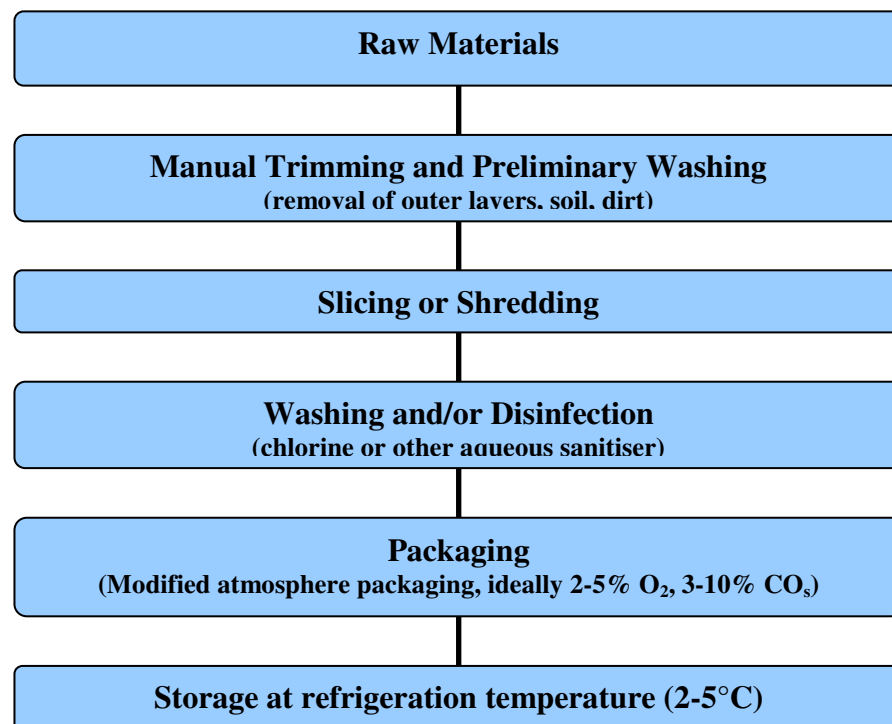 Raw Materials
Manual Trimming and Preliminary Washing
(removal of outer layers, soil, dirt)
Slicing or Shredding
Washing and/or Disinfection
(chlorine or other aqueous sanitiser)
Packaging
(Modified atmosphere packaging, ideally 2-5% O₂, 3-10% COₛ)
Storage at refrigeration temperature (2-5°C)